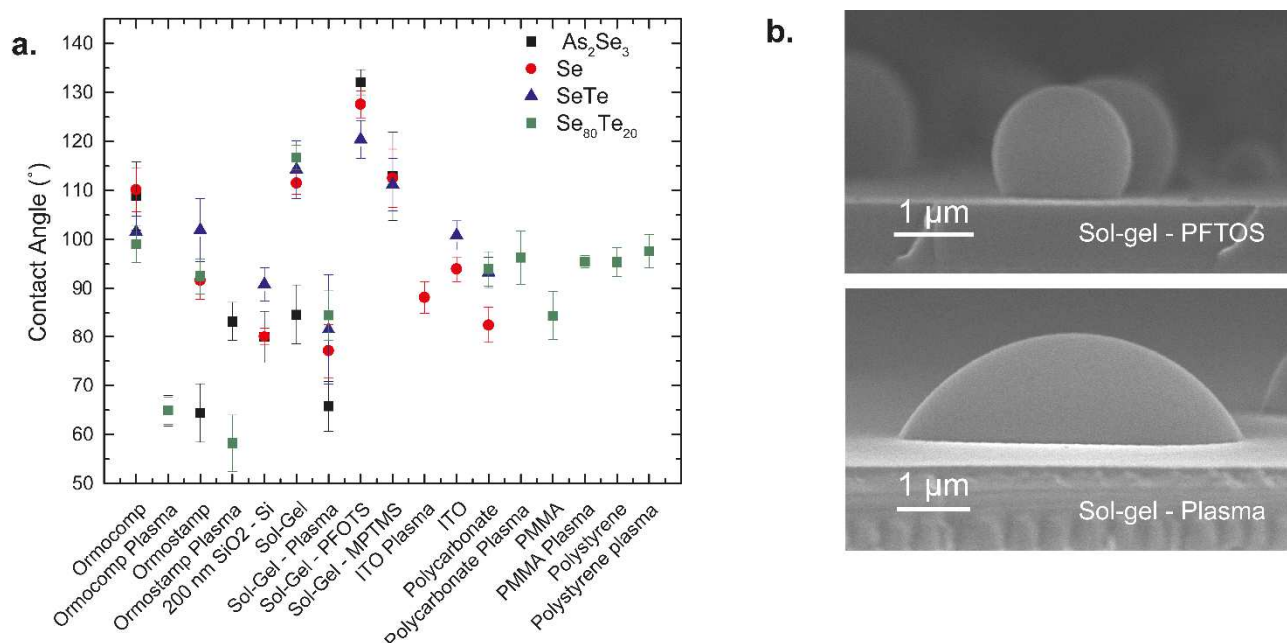 a.
140
130
120
110
100
90
80
70
60
50
Contact Angle (°)
As₂Se₃
Se
SeTe
Se₈₀Te₂₀
Ormocomp
Ormocomp Plasma
Ormostamp
Ormostamp Plasma
200 nm SiO2 - Si
Sol-Gel
Sol-Gel - Plasma
Sol-Gel - PFOTS
Sol-Gel - MPTMS
ITO Plasma
ITO
Polycarbonate
Polycarbonate Plasma
PMMA
PMMA Plasma
Polystyrene
Polystyrene plasma
b.
1 μm
Sol-gel - PFTOS
1 μm
Sol-gel - Plasma